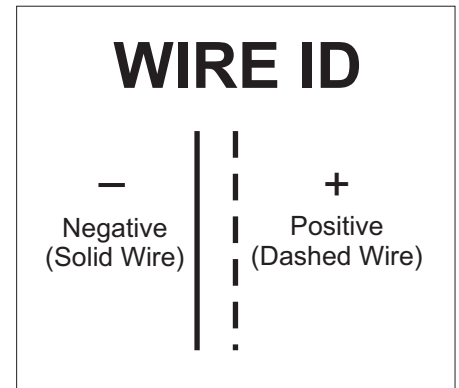 WIRE ID
−
Negative
(Solid Wire)
+
Positive
(Dashed Wire)